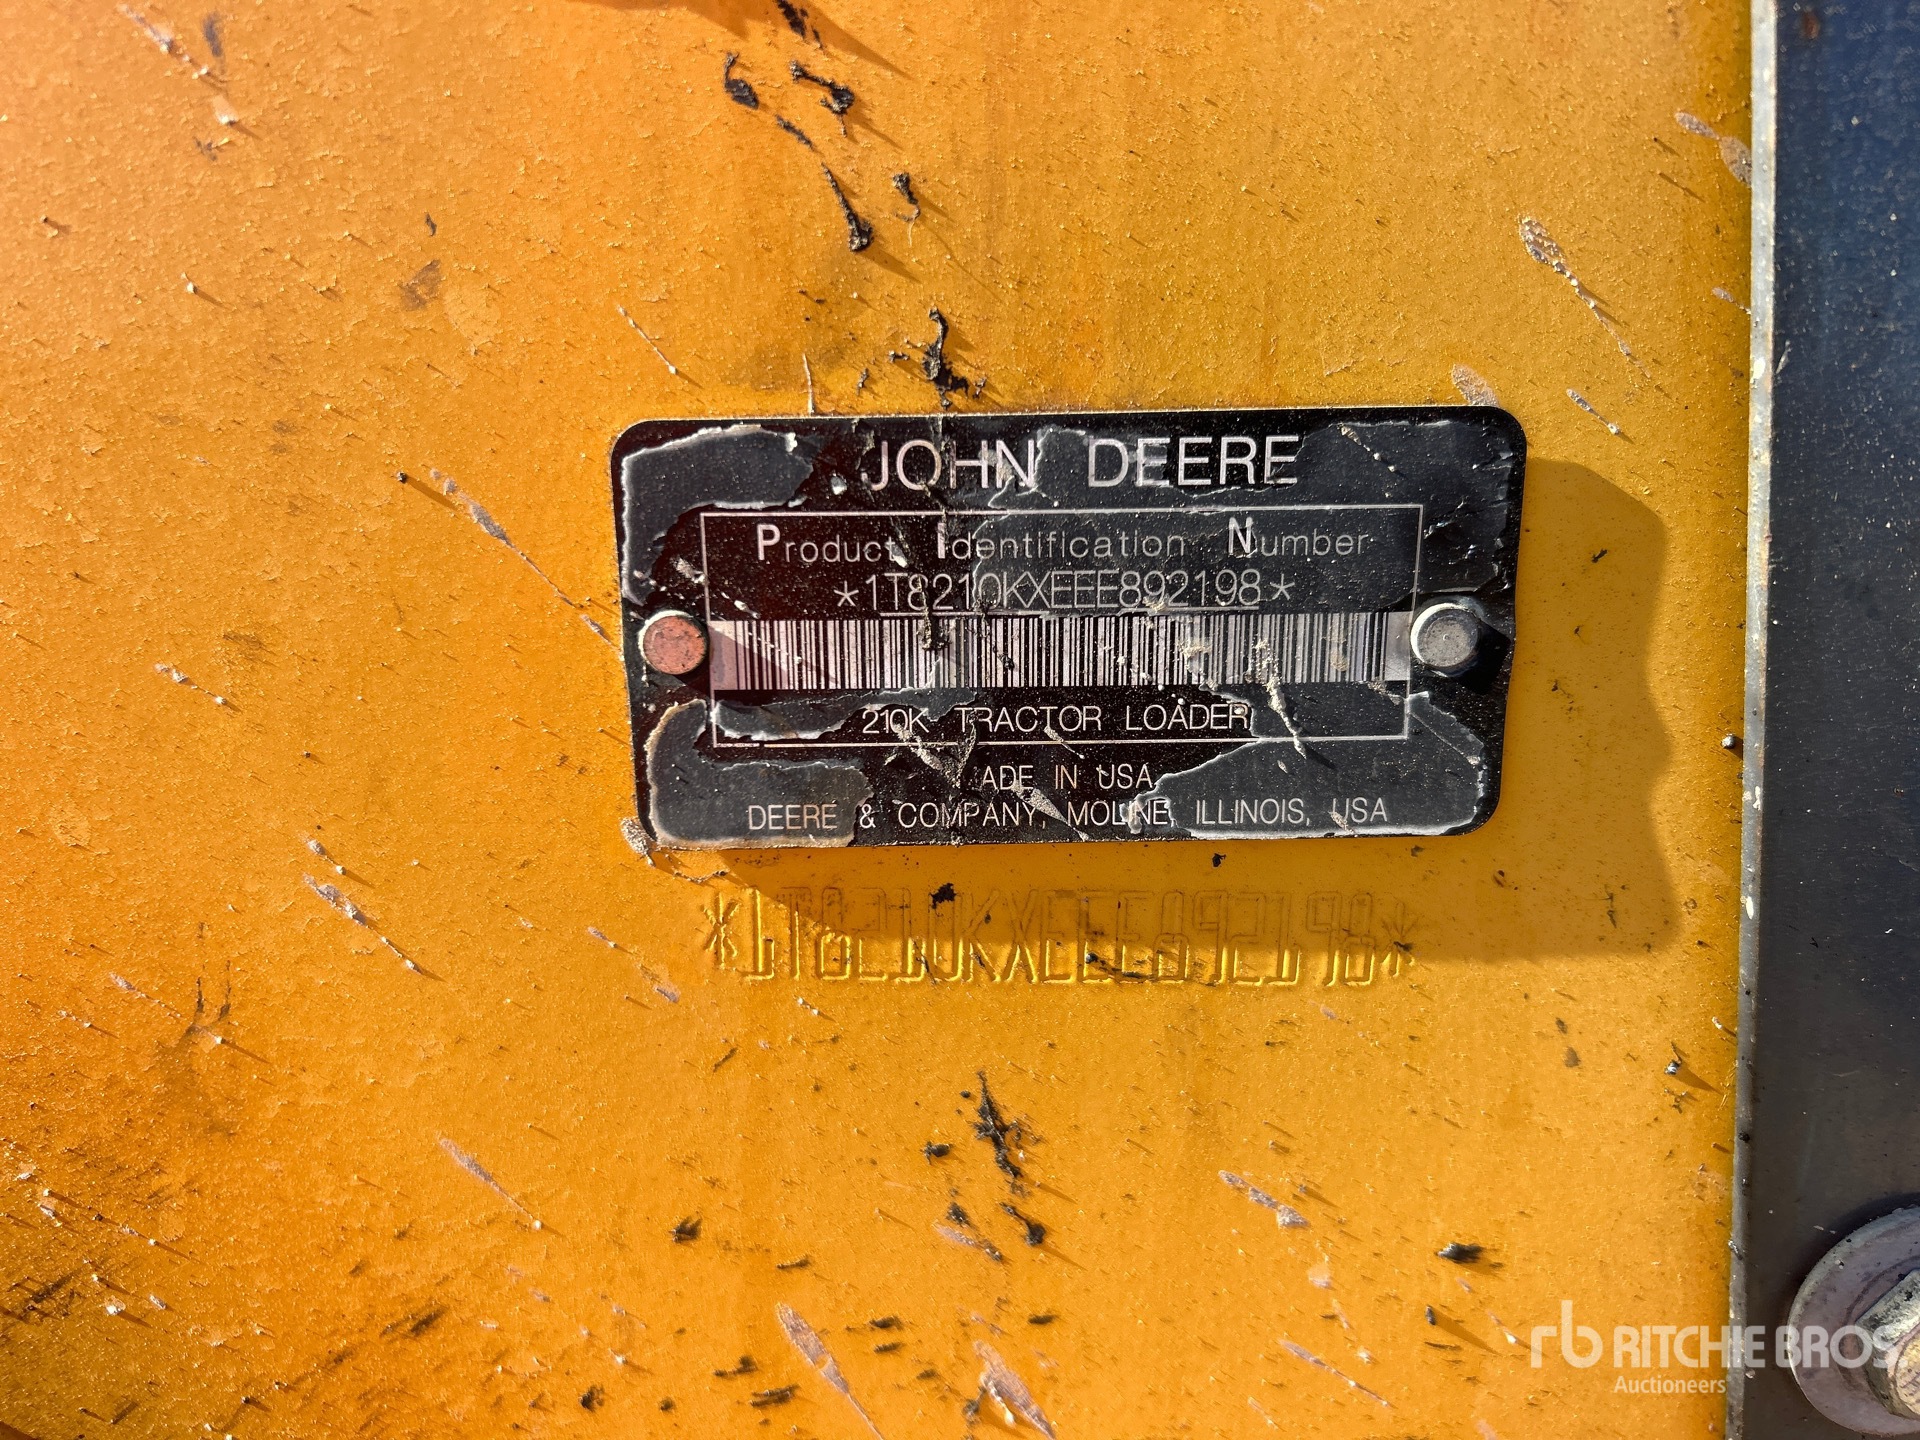 JOHN DEERE
Product Identification Number
*1T8210KXEEE892198*
210K TRACTOR LOADER
ADE IN USA
DEERE & COMPANY, MOLINE, ILLINOIS, USA
*1T8210KXEEE892198*
rb RITCHIE BROS
Auctioneers